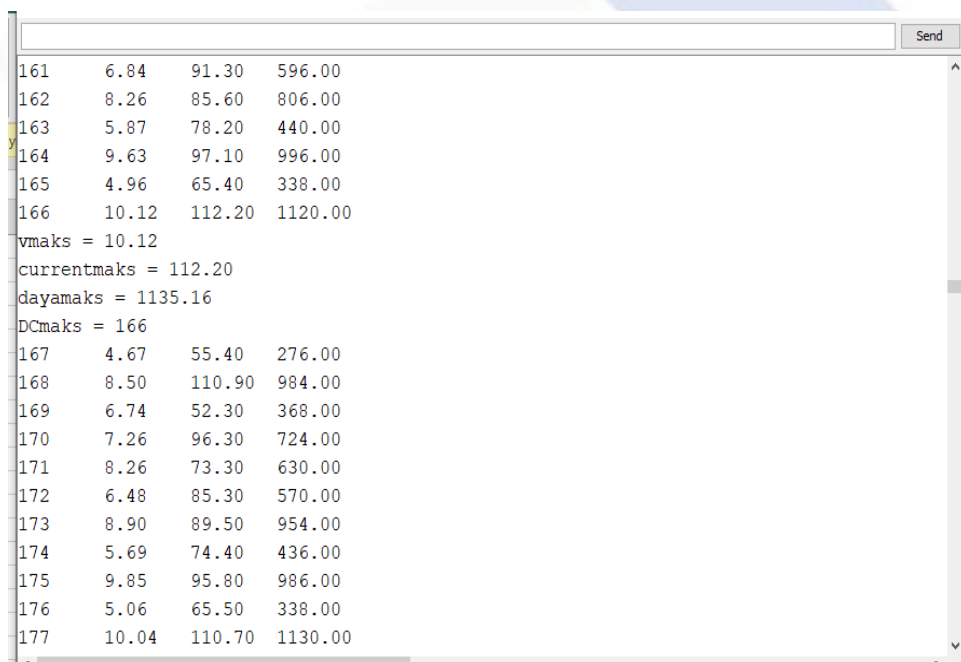 Send
161 6.84 91.30 596.00
162 8.26 85.60 806.00
163 5.87 78.20 440.00
164 9.63 97.10 996.00
165 4.96 65.40 338.00
166 10.12 112.20 1120.00
vmaks = 10.12
currentmaks = 112.20
dayamaks = 1135.16
DCmaks = 166
167 4.67 55.40 276.00
168 8.50 110.90 984.00
169 6.74 52.30 368.00
170 7.26 96.30 724.00
171 8.26 73.30 630.00
172 6.48 85.30 570.00
173 8.90 89.50 954.00
174 5.69 74.40 436.00
175 9.85 95.80 986.00
176 5.06 65.50 338.00
177 10.04 110.70 1130.00